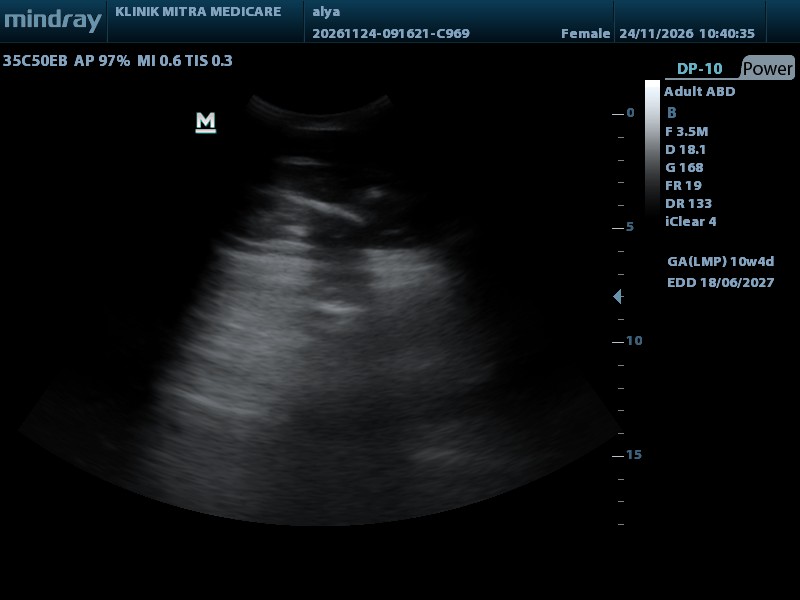 mindray
KLINIK MITRA MEDICARE
alya
20261124-091621-C969
Female
24/11/2026 10:40:35
35C50EB AP 97% MI 0.6 TIS 0.3
DP-10
Power
M
Adult ABD
B
F 3.5M
D 18.1
G 168
FR 19
DR 133
iClear 4
GA(LMP) 10w4d
EDD 18/06/2027
0
5
10
15